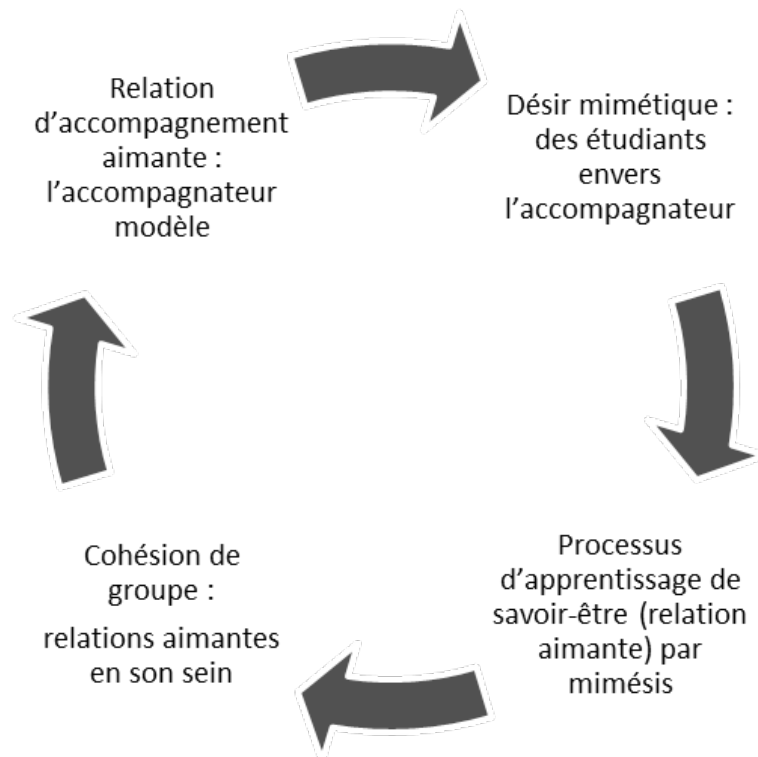 Relation
d’accompagnement
aimante :
l’accompagnateur
modèle
Désir mimétique :
des étudiants
envers
l’accompagnateur
Processus
d’apprentissage de
savoir-être (relation
aimante) par
mimésis
Cohésion de
groupe :
relations aimantes
en son sein